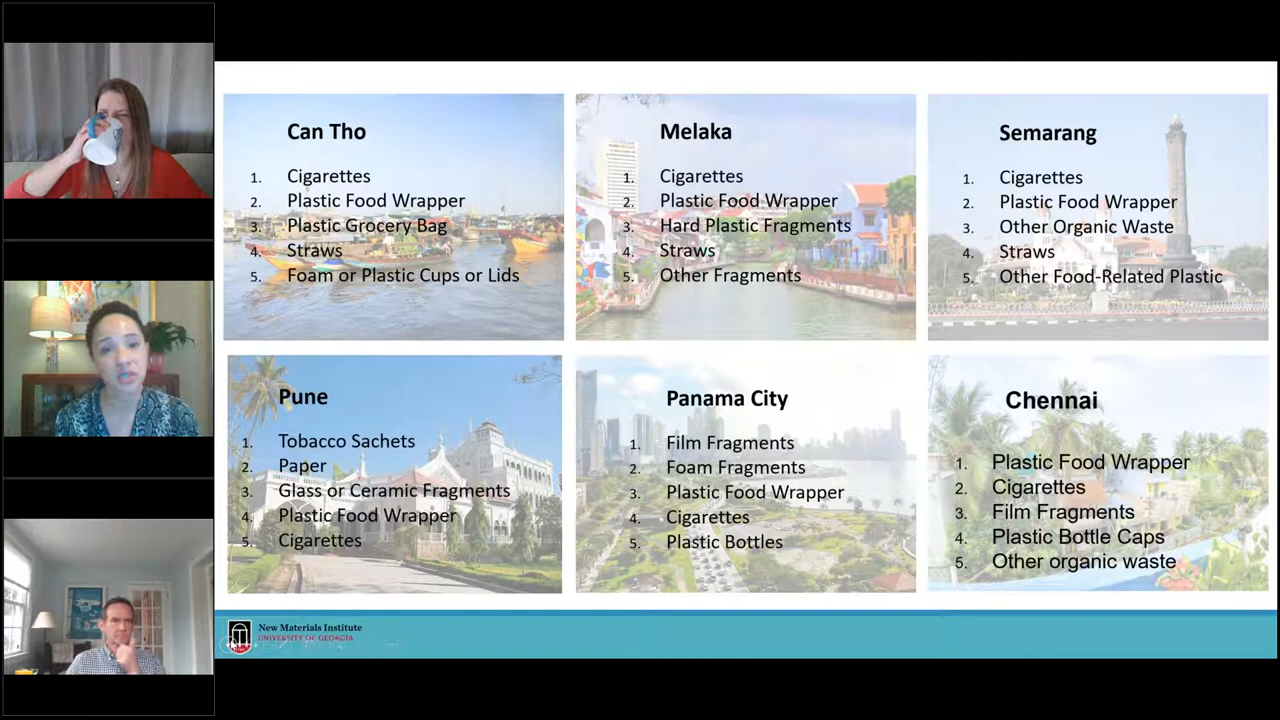 Can Tho
1. Cigarettes
2. Plastic Food Wrapper
3. Plastic Grocery Bag
4. Straws
5. Foam or Plastic Cups or Lids
Melaka
1. Cigarettes
2. Plastic Food Wrapper
3. Hard Plastic Fragments
4. Straws
5. Other Fragments
Semarang
1. Cigarettes
2. Plastic Food Wrapper
3. Other Organic Waste
4. Straws
5. Other Food-Related Plastic
Pune
1. Tobacco Sachets
2. Paper
3. Glass or Ceramic Fragments
4. Plastic Food Wrapper
5. Cigarettes
Panama City
1. Film Fragments
2. Foam Fragments
3. Plastic Food Wrapper
4. Cigarettes
5. Plastic Bottles
Chennai
1. Plastic Food Wrapper
2. Cigarettes
3. Film Fragments
4. Plastic Bottle Caps
5. Other organic waste
New Materials Institute
UNIVERSITY OF GEORGIA